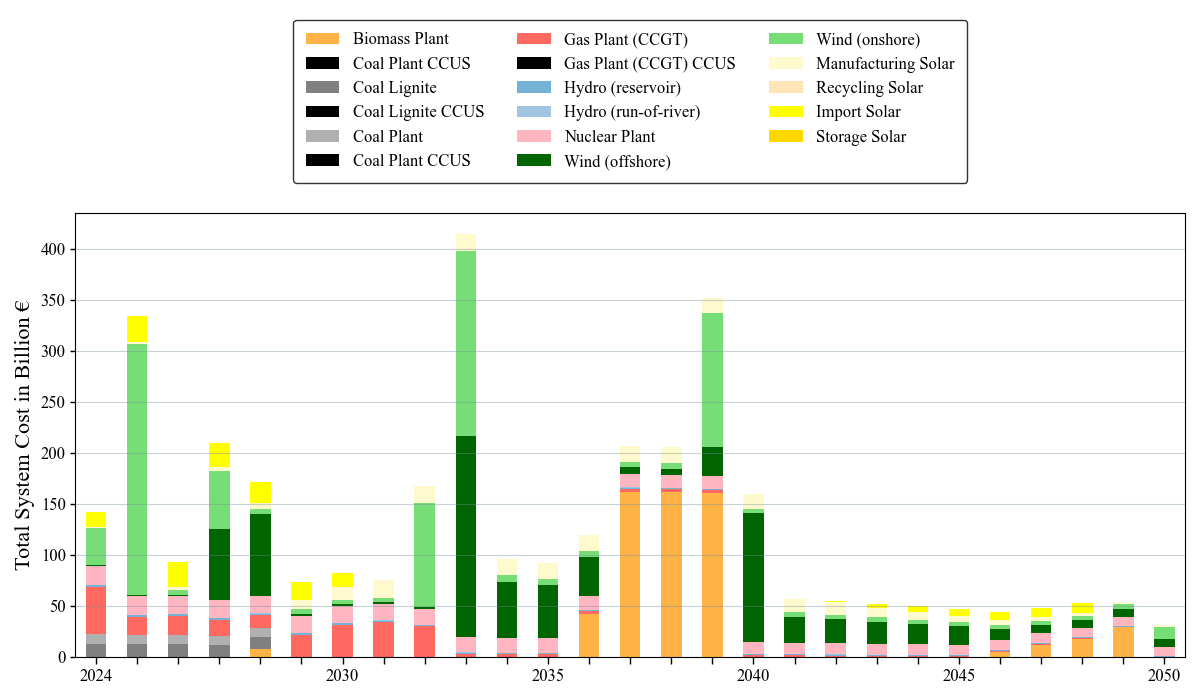 Biomass Plant
Coal Plant CCUS
Coal Lignite
Coal Lignite CCUS
Coal Plant
Coal Plant CCUS
Gas Plant (CCGT)
Gas Plant (CCGT) CCUS
Hydro (reservoir)
Hydro (run-of-river)
Nuclear Plant
Wind (offshore)
Wind (onshore)
Manufacturing Solar
Recycling Solar
Import Solar
Storage Solar
Total System Cost in Billion €
400
350
300
250
200
150
100
50
0
2024
2030
2035
2040
2045
2050